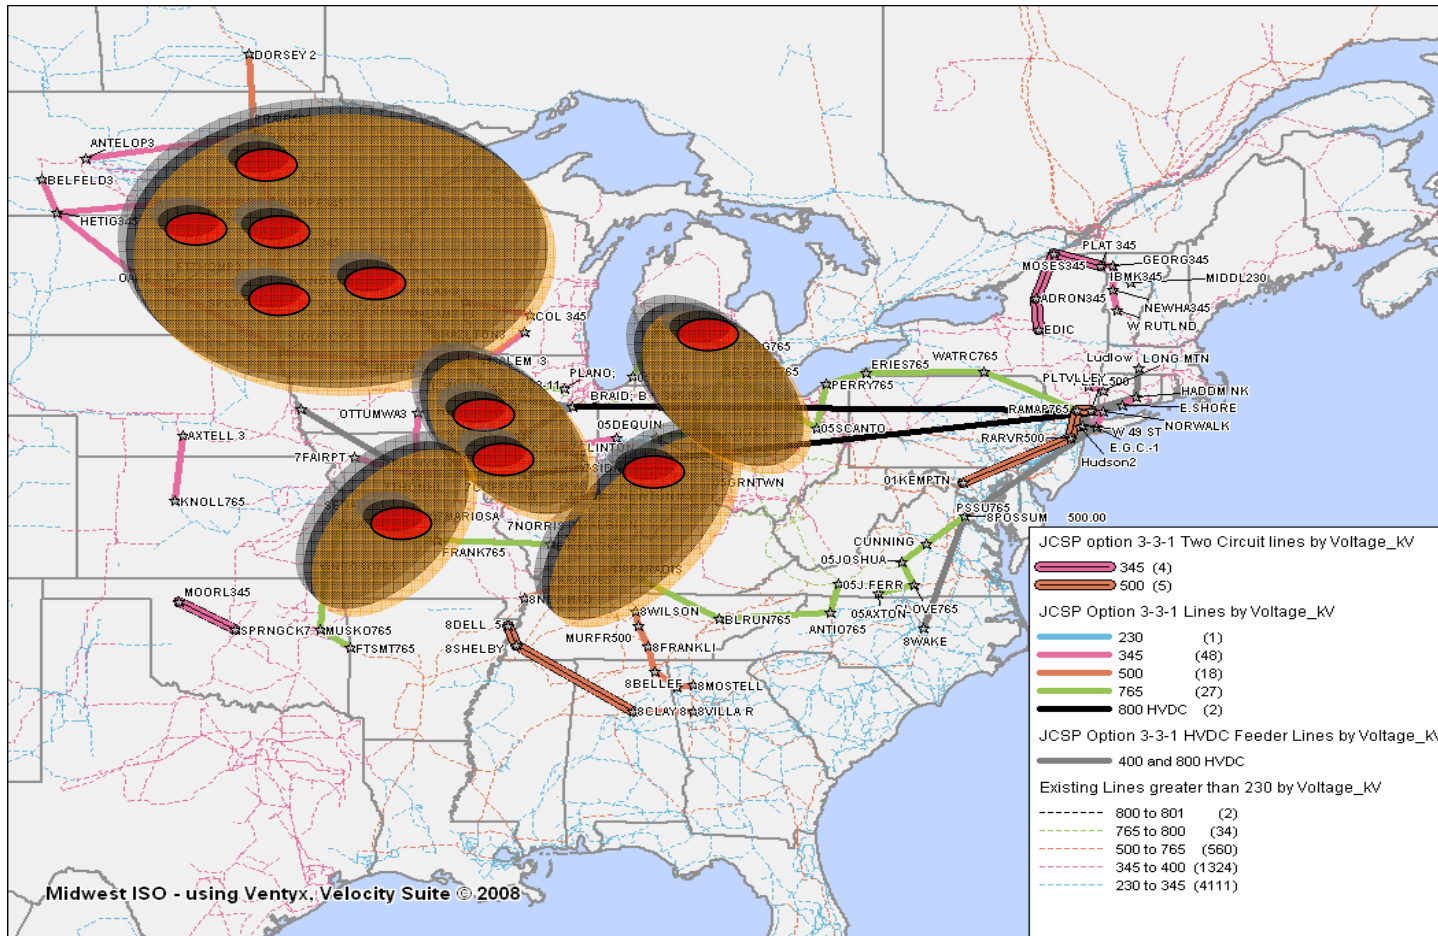 DORSEY 2
ANTELOP3
BELFELD3
HETIG345
PLAT 345
MOSES345
GEORG345
IBMK345
MIDDL230
ADRON345
NEWHA345
EDIC
W RUTLND
COL 345
WATRC765
Ludlow
LONG MTN
ERIES765
PERRY765
PLTVLLEY
HADDM NK
PLANO;
BRAID; B
E.SHORE
RAMAP765
NORWALK
OTTUMWA3
05DEQUIN
05SCANTO
W 49 ST
RARVR500
E.G.C.-1
Hudson2
AXTELL 3
7FAIRPT
01KEMPTN
KNOLL765
PSSU765
8POSSUM
500.00
7NORRIS
FRANK765
CUNNING
05JOSHUA
MOORL345
05J.FERR
CLOVE765
05AXTON
SPRNGCK7
MUSKO765
8DELL_5
8WILSON
BLRUN765
ANTIO765
8WAKE
FTSMT765
8SHELBY
MURFR500
8FRANKLI
8BELLEF
8MOSTELL
8CLAY8
8VILLA R
JCSP option 3-3-1 Two Circuit lines by Voltage_kV
345 (4)
500 (5)
JCSP Option 3-3-1 Lines by Voltage_kV
230 (1)
345 (48)
500 (18)
765 (27)
800 HVDC (2)
JCSP Option 3-3-1 HVDC Feeder Lines by Voltage_kV
400 and 800 HVDC
Existing Lines greater than 230 by Voltage_kV
800 to 801 (2)
765 to 800 (34)
500 to 765 (560)
345 to 400 (1324)
230 to 345 (4111)
Midwest ISO - using Ventyx, Velocity Suite © 2008